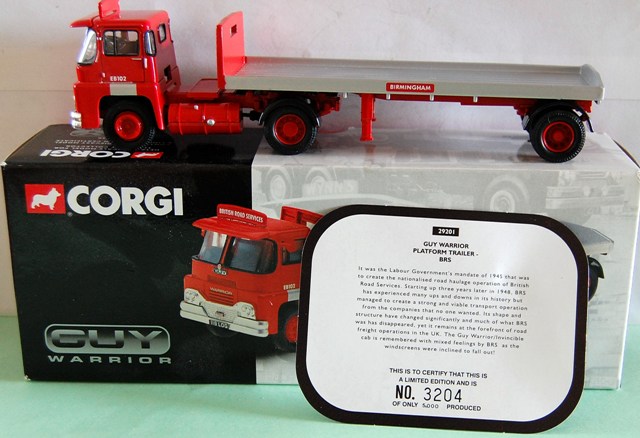 EB102
BIRMINGHAM
CORGI
BRITISH ROAD SERVICES
WARRIOR
EB102
GUY
WARRIOR
29201
GUY WARRIOR
PLATFORM TRAILER -
BRS
It was the Labour Government's mandate of 1945 that was
to create the nationalised road haulage operation of British
Road Services. Starting up three years later in 1948, BRS
has experienced many ups and downs in its history but
managed to create a strong and viable transport operation
from the companies that no one wanted. Its shape and
structure have changed significantly and much of what BRS
was has disappeared, yet it remains at the forefront of road
freight operations in the UK. The Guy Warrior/Invincible
cab is remembered with mixed feelings by BRS as the
windscreens were inclined to fall out!
THIS IS TO CERTIFY THAT THIS IS
A LIMITED EDITION AND IS
NO. 3204
OF ONLY 5,000 PRODUCED